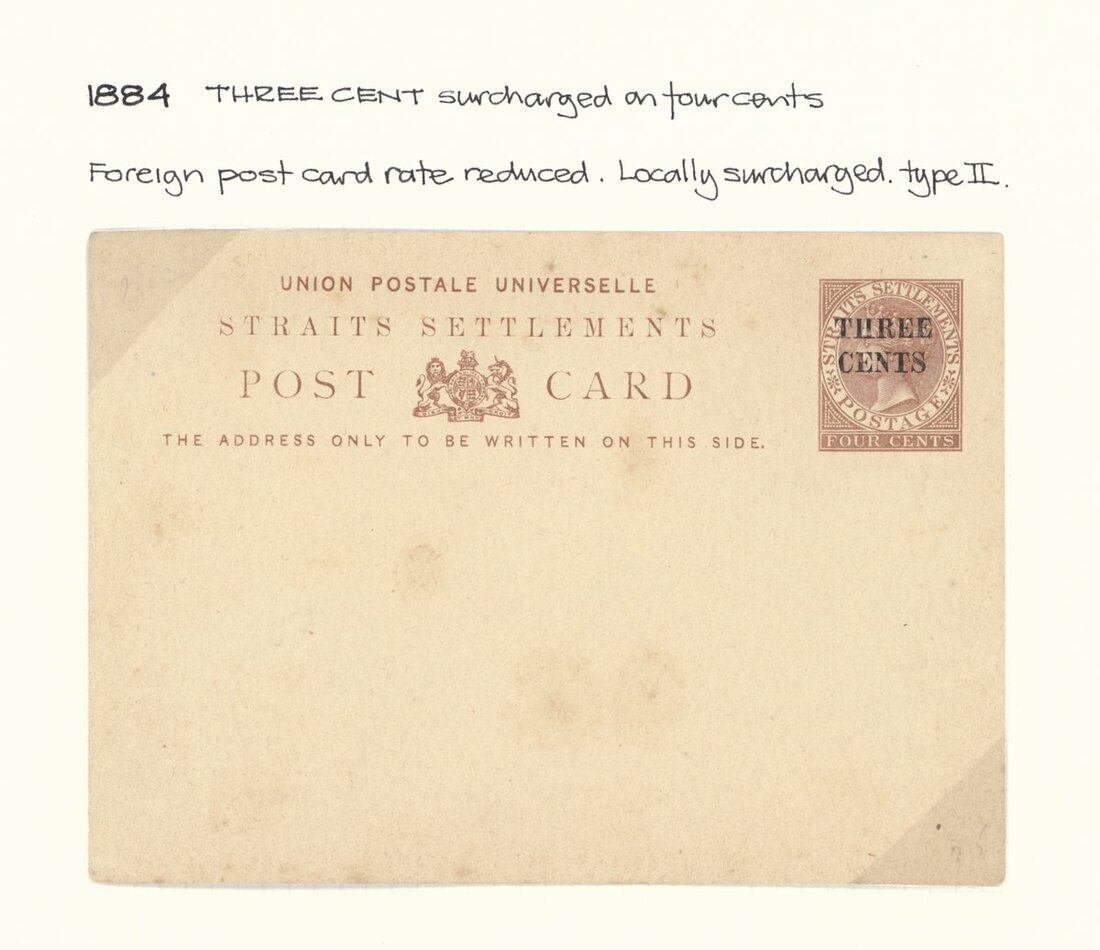 1884 THREE CENT surcharged on four cents
Foreign post card rate reduced. Locally surcharged. type II.
UNION POSTALE UNIVERSELLE
STRAITS SETTLEMENTS
POST CARD
THE ADDRESS ONLY TO BE WRITTEN ON THIS SIDE.
STRAITS SETTLEMENTS
THREE
CENTS
POSTAGE
FOUR CENTS